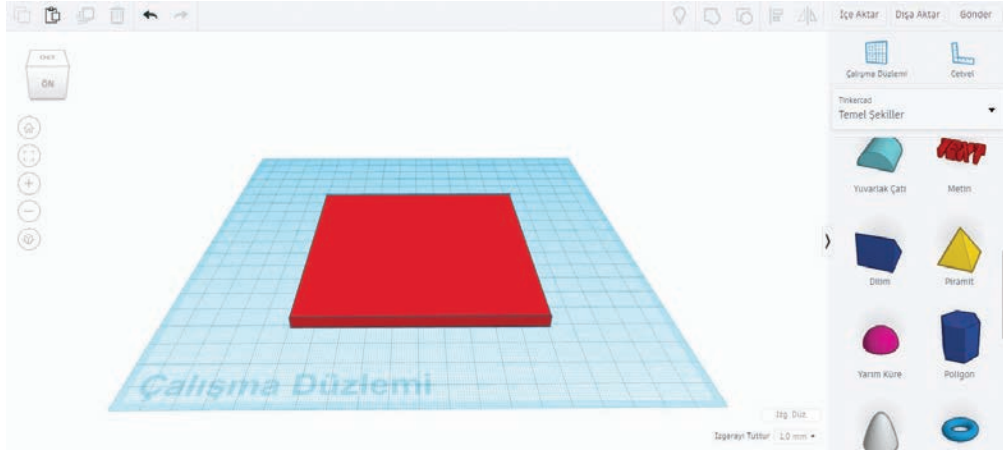 İçe Aktar Dışa Aktar Gönder
ÜST
ÖN
Çalışma Düzlemi Cetvel
Tinkercad
Temel Şekiller
TEXT
Yuvarlak Çatı Metin
Dilim Piramit
Yarım Küre Poligon
Çalışma Düzlemi
Izg. Düz.
Izgarayı Tuttur 1.0 mm